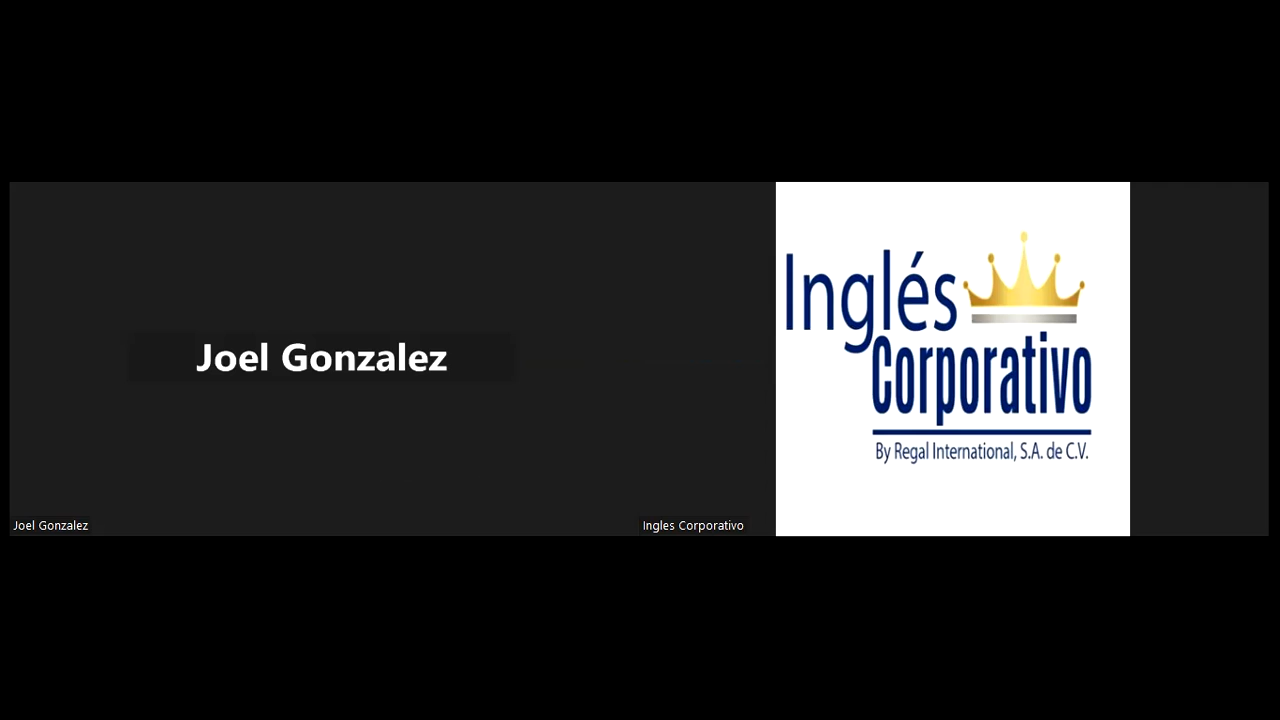 Joel Gonzalez
Joel Gonzalez
Inglés
Corporativo
By Regal International, S.A. de C.V.
Ingles Corporativo